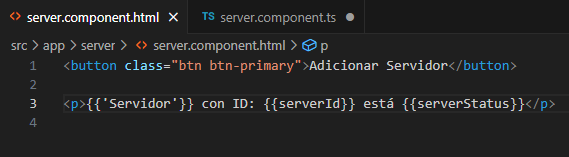 <> server.component.html ×
TS server.component.ts ●
src > app > server > <> server.component.html > p
1 <button class="btn btn-primary">Adicionar Servidor</button>
2
3 <p>{{'Servidor'}} con ID: {{serverId}} está {{serverStatus}}</p>
4